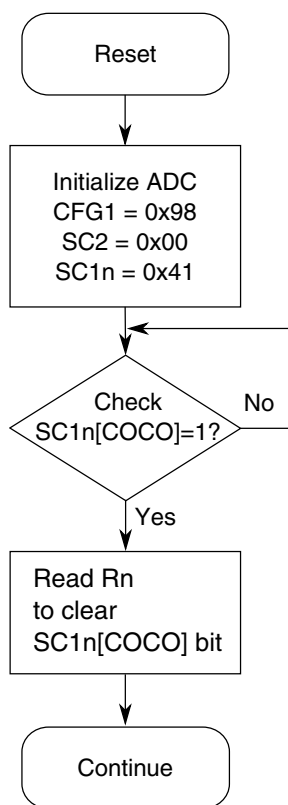 Reset
Initialize ADC
CFG1 = 0x98
SC2 = 0x00
SC1n = 0x41
Check
SC1n[COCO]=1?
No
Yes
Read Rn
to clear
SC1n[COCO] bit
Continue